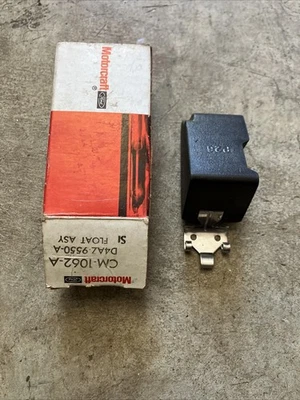 Motorcraft
Motorcraft
CM-1062-A
D4AZ 9550-A
SI FLOAT ASY